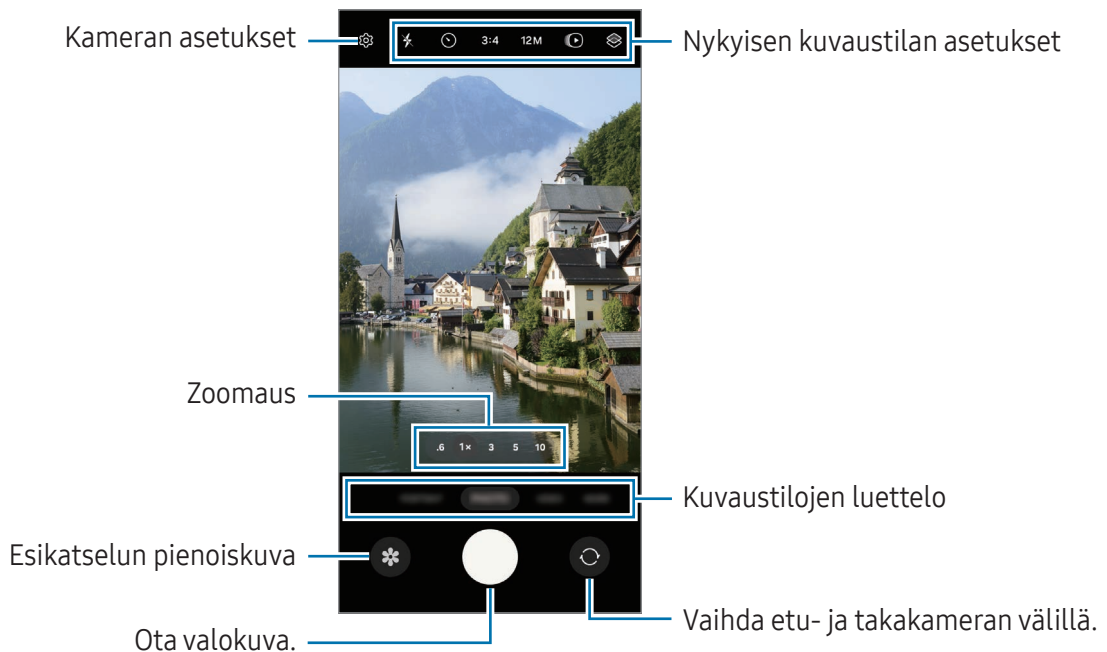 Kameran asetukset
3:4 12M
Nykyisen kuvaustilan asetukset
Zoomaus
.6 1× 3 5 10
Kuvaustilojen luettelo
Esikatselun pienoiskuva
Vaihda etu- ja takakameran välillä.
Ota valokuva.